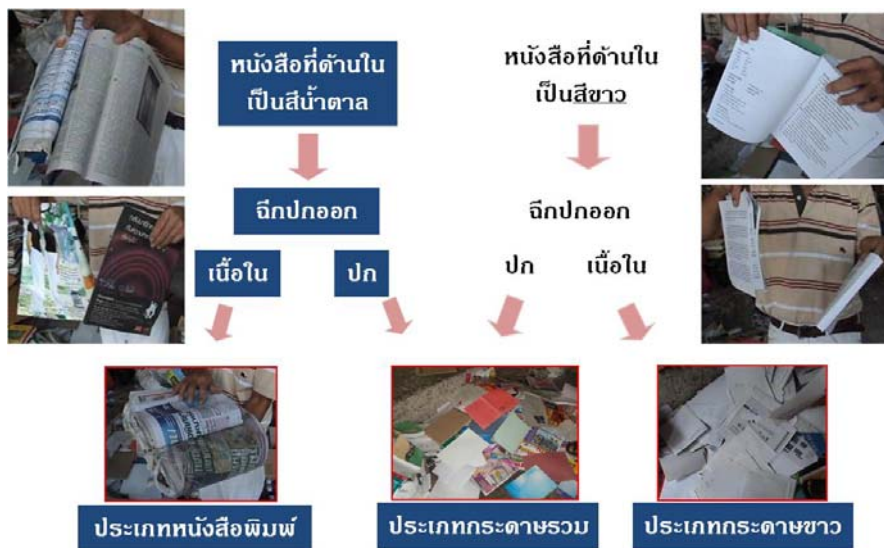 หนังสือที่ด้านใน
เป็นสีน้ำตาล
หนังสือที่ด้านใน
เป็นสีขาว
ฉีกปกออก
ฉีกปกออก
เนื้อใน
ปก
ปก
เนื้อใน
ประเภทหนังสือพิมพ์
ประเภทกระดาษรวม
ประเภทกระดาษขาว